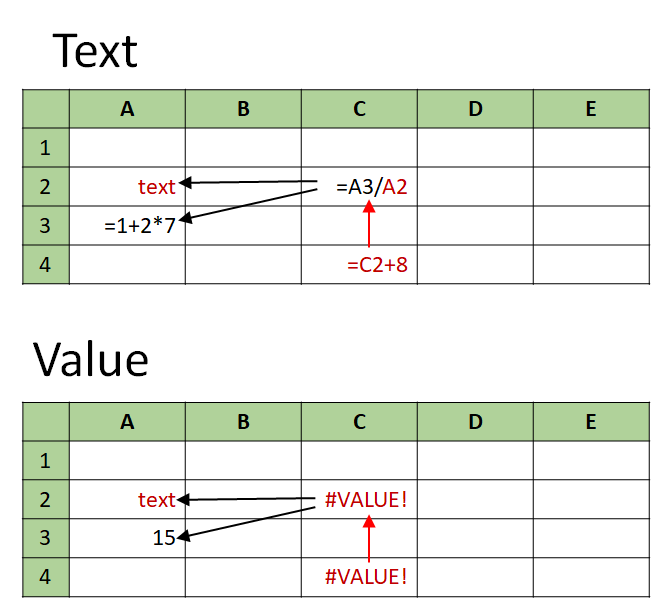 Text
A B C D E
1
2 text =A3/A2
3 =1+2*7
4 =C2+8
Value
A B C D E
1
2 text #VALUE!
3 15
4 #VALUE!